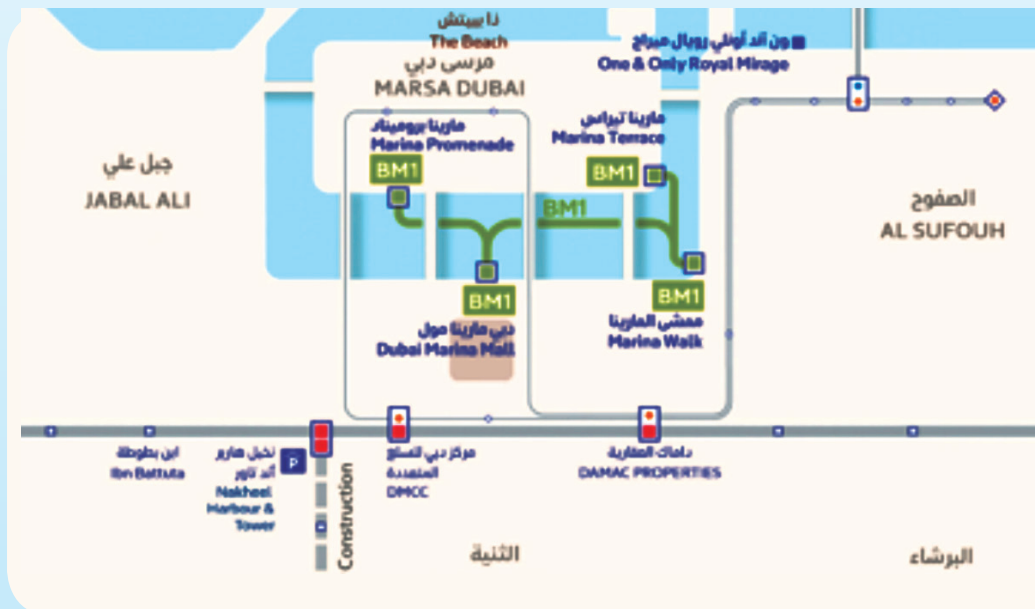 ذا بييتش
The Beach
مرسى دبي
MARSA DUBAI
ون آند أونلي رويال ميراج
One & Only Royal Mirage
مارينا بروميناد
Marina Promenade
BM1
مارينا تيراس
Marina Terrace
BM1
جبل علي
JABAL ALI
الصفوح
AL SUFOUH
BM1
BM1
دبي مارينا مول
Dubai Marina Mall
BM1
ممشى المارينا
Marina Walk
ابن بطوطة
Ibn Battuta
نخيل هاربر
آند تاور
Nakheel
Harbour &
Tower
P
Construction
مركز دبي للسلع
المتعددة
DMCC
داماك العقارية
DAMAC PROPERTIES
الثنية
البرشاء